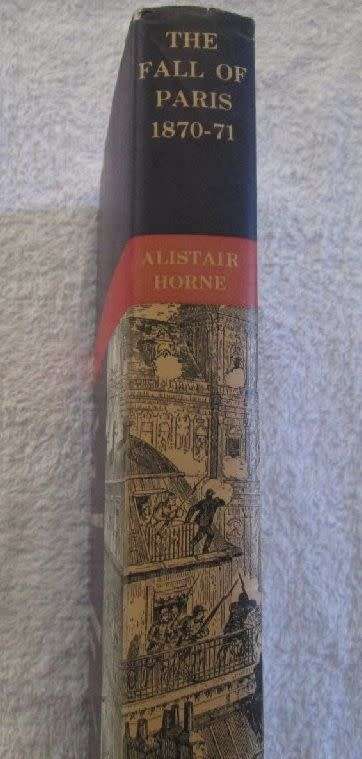 THE
FALL OF
PARIS
1870-71
ALISTAIR
HORNE